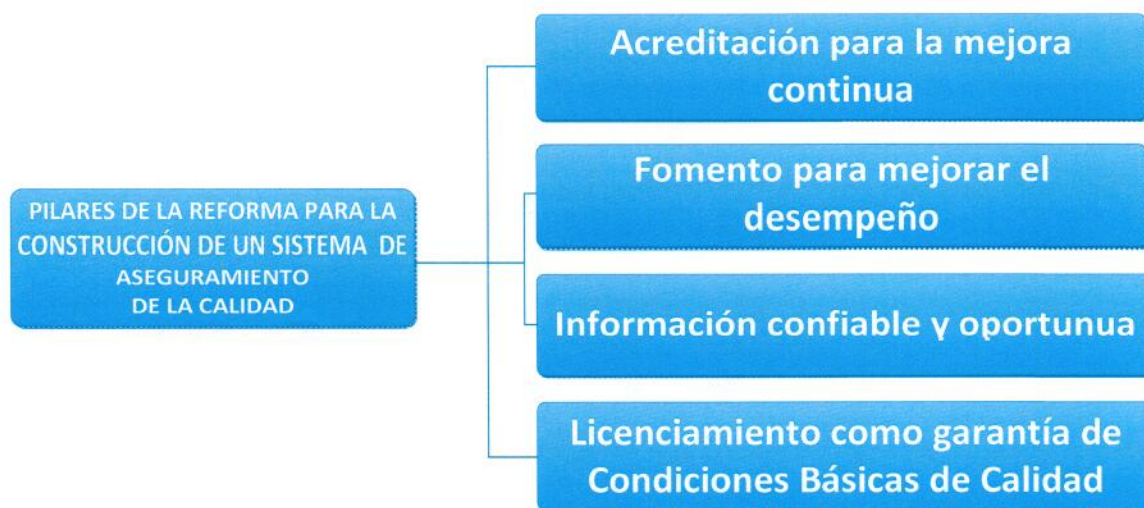 PILARES DE LA REFORMA PARA LA
CONSTRUCCIÓN DE UN SISTEMA DE
ASEGURAMIENTO
DE LA CALIDAD
Acreditación para la mejora
continua
Fomento para mejorar el
desempeño
Información confiable y oportunua
Licenciamiento como garantía de
Condiciones Básicas de Calidad